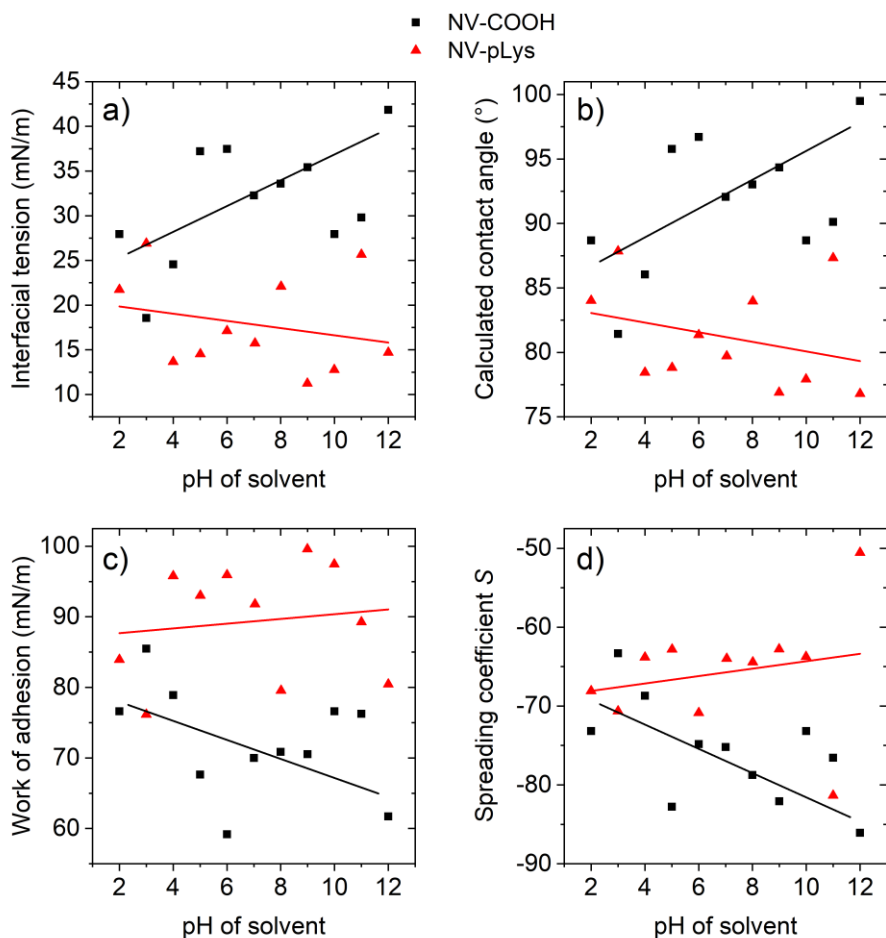 NV-COOH
NV-pLys
a)
45
40
35
30
25
20
15
10
Interfacial tension (mN/m)
2 4 6 8 10 12
pH of solvent
b)
100
95
90
85
80
75
Calculated contact angle (°)
2 4 6 8 10 12
pH of solvent
c)
100
90
80
70
60
Work of adhesion (mN/m)
2 4 6 8 10 12
pH of solvent
d)
-50
-60
-70
-80
-90
Spreading coefficient S
2 4 6 8 10 12
pH of solvent